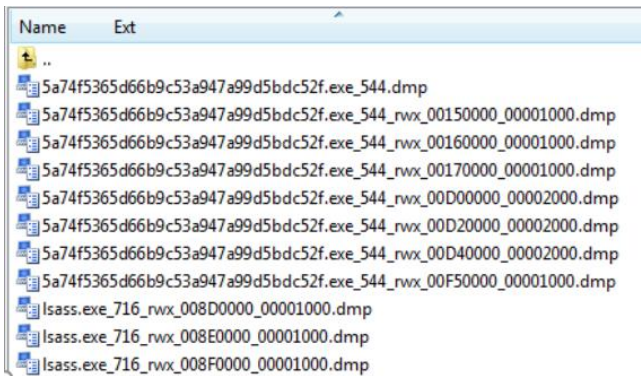 Name Ext
..
5a74f5365d66b9c53a947a99d5bdc52f.exe_544.dmp
5a74f5365d66b9c53a947a99d5bdc52f.exe_544_rwx_00150000_00001000.dmp
5a74f5365d66b9c53a947a99d5bdc52f.exe_544_rwx_00160000_00001000.dmp
5a74f5365d66b9c53a947a99d5bdc52f.exe_544_rwx_00170000_00001000.dmp
5a74f5365d66b9c53a947a99d5bdc52f.exe_544_rwx_00D00000_00002000.dmp
5a74f5365d66b9c53a947a99d5bdc52f.exe_544_rwx_00D20000_00002000.dmp
5a74f5365d66b9c53a947a99d5bdc52f.exe_544_rwx_00D40000_00002000.dmp
5a74f5365d66b9c53a947a99d5bdc52f.exe_544_rwx_00F50000_00001000.dmp
lsass.exe_716_rwx_008D0000_00001000.dmp
lsass.exe_716_rwx_008E0000_00001000.dmp
lsass.exe_716_rwx_008F0000_00001000.dmp